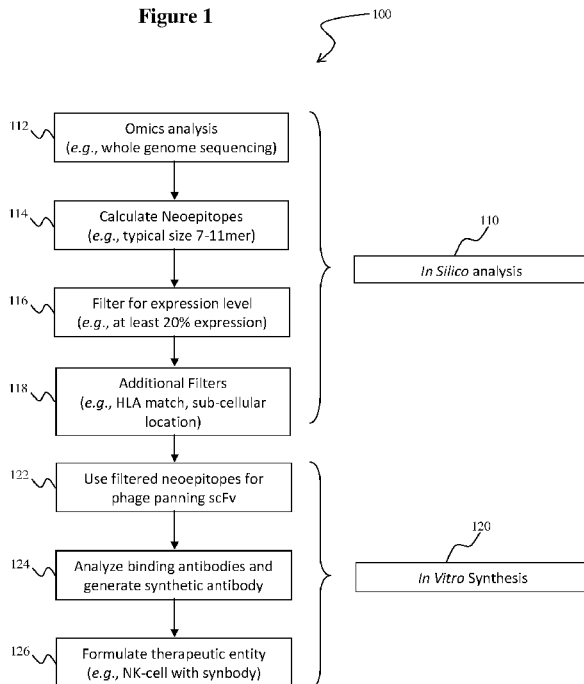 Figure 1
100
112
Omics analysis
(e.g., whole genome sequencing)
114
Calculate Neoepitopes
(e.g., typical size 7-11mer)
110
In Silico analysis
116
Filter for expression level
(e.g., at least 20% expression)
118
Additional Filters
(e.g., HLA match, sub-cellular
location)
122
Use filtered neoepitopes for
phage panning scFv
120
In Vitro Synthesis
124
Analyze binding antibodies and
generate synthetic antibody
126
Formulate therapeutic entity
(e.g., NK-cell with synbody)